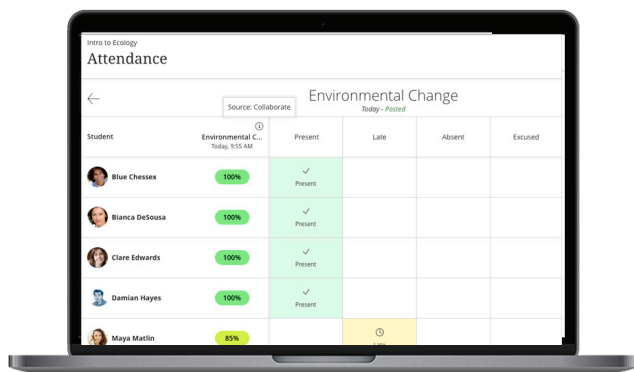 Intro to Ecology
Attendance
Environmental Change
Source: Collaborate
Today - Posted
Student
Environmental C...
Today, 9:55 AM
Present
Late
Absent
Excused
Blue Chessex
100%
Present
Bianca DeSousa
100%
Present
Clare Edwards
100%
Present
Damian Hayes
100%
Present
Maya Matlin
85%